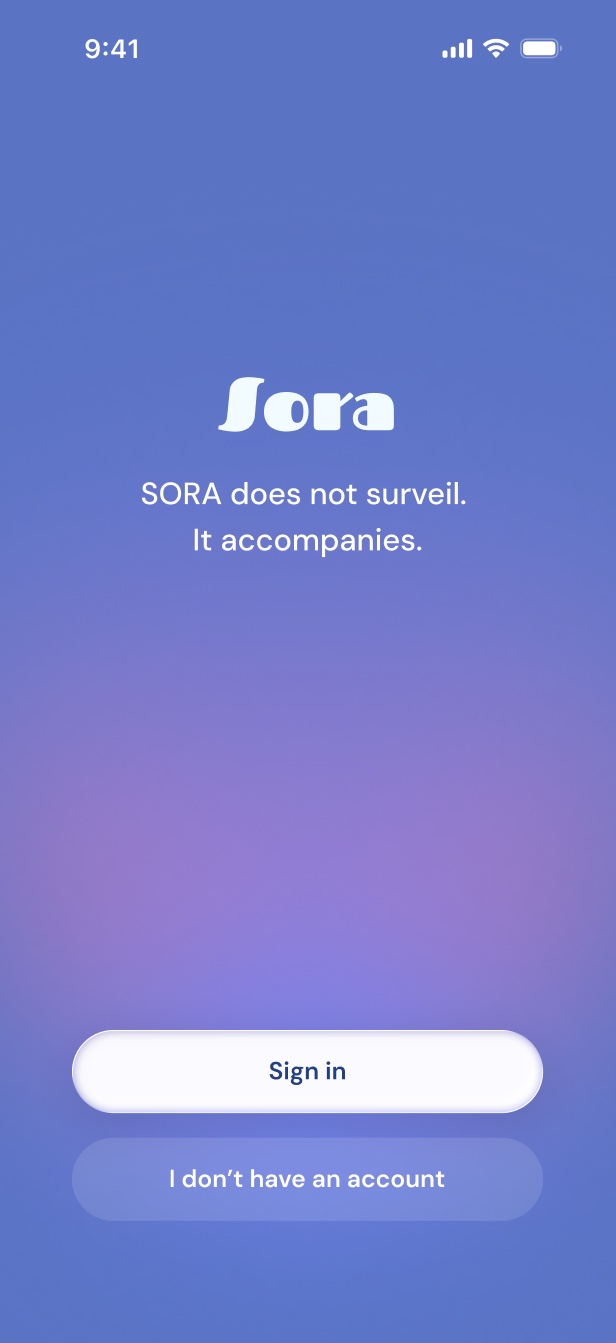 9:41
Sora
SORA does not surveil.
It accompanies.
Sign in
I don’t have an account